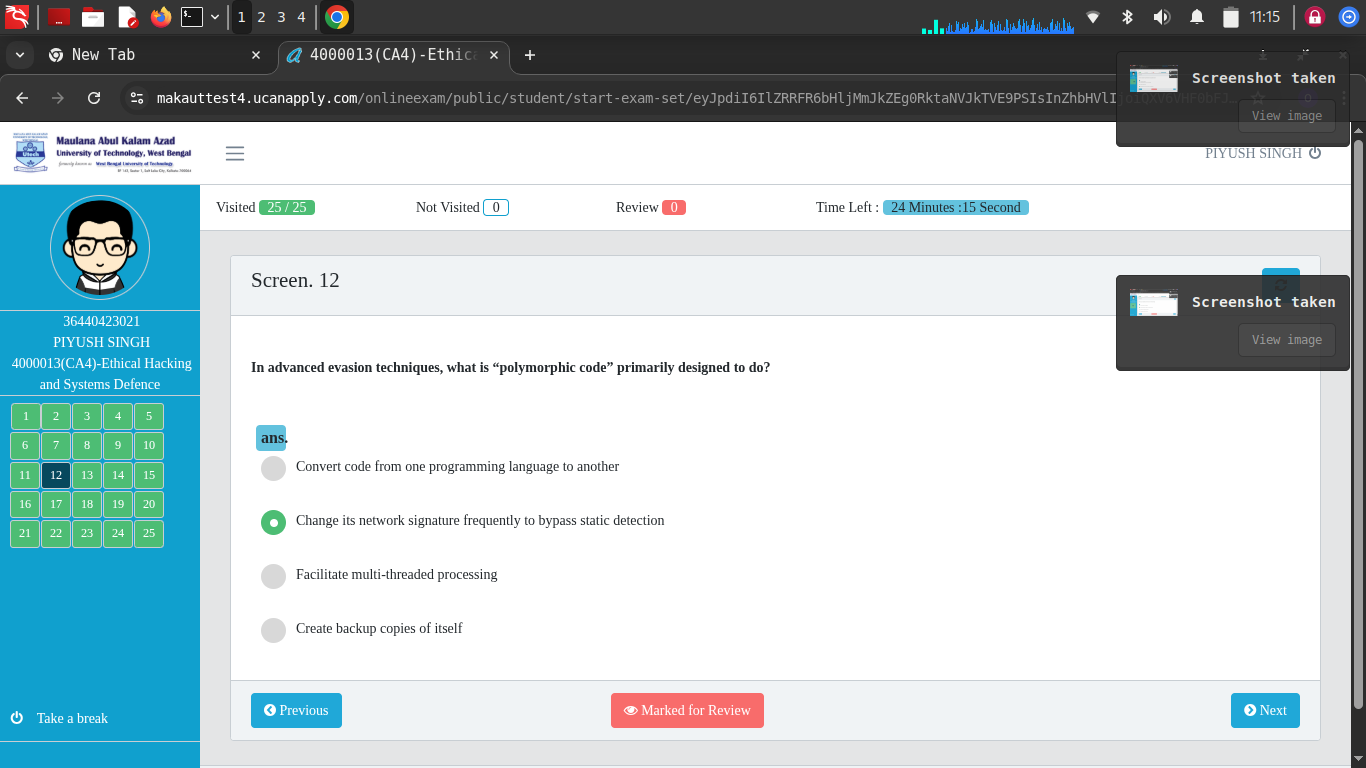 1 2 3 4
11:15
New Tab
4000013(CA4)-Ethic
Screenshot taken
View image
makauttest4.ucanapply.com/onlineexam/public/student/start-exam-set/
Maulana Abul Kalam Azad
University of Technology, West Bengal
formerly known as West Bengal University of Technology
Utech
PIYUSH SINGH
Visited 25 / 25
Not Visited 0
Review 0
Time Left : 24 Minutes :15 Second
36440423021
PIYUSH SINGH
4000013(CA4)-Ethical Hacking
and Systems Defence
1 2 3 4 5
6 7 8 9 10
11 12 13 14 15
16 17 18 19 20
21 22 23 24 25
Take a break
Screen. 12
Screenshot taken
View image
In advanced evasion techniques, what is “polymorphic code” primarily designed to do?
ans.
Convert code from one programming language to another
Change its network signature frequently to bypass static detection
Facilitate multi-threaded processing
Create backup copies of itself
Previous
Marked for Review
Next